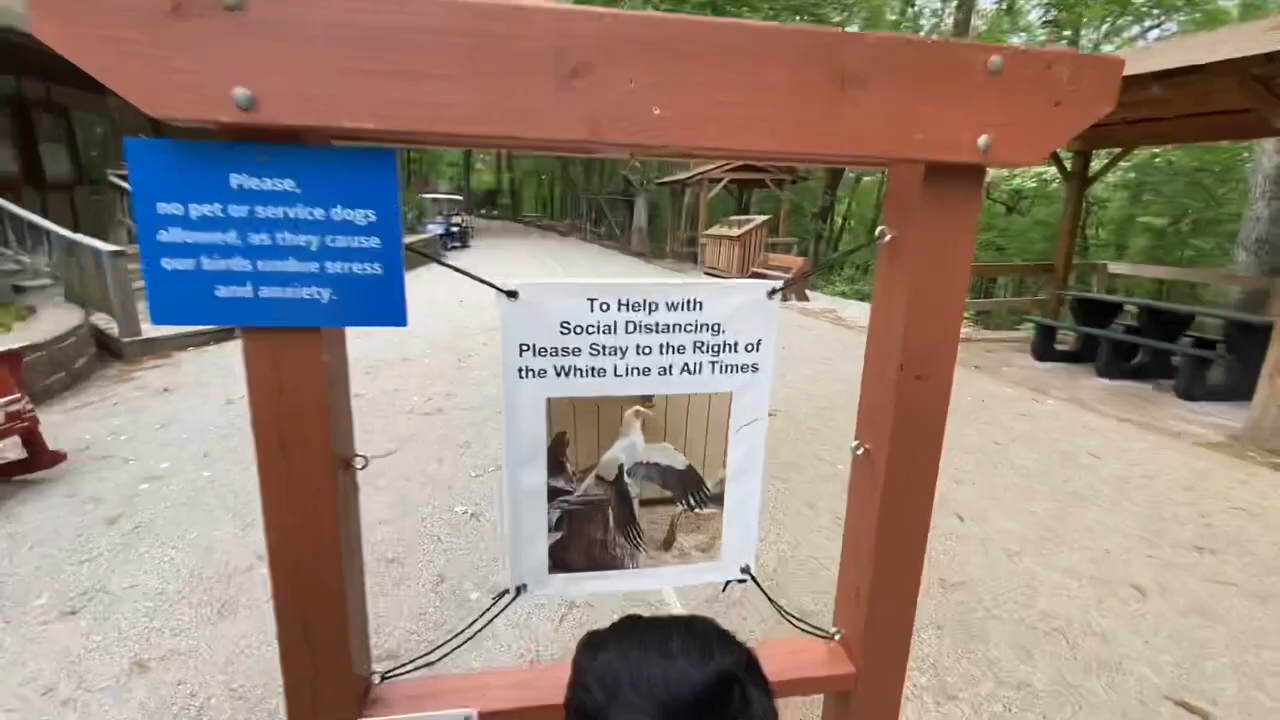 Please,
no pet or service dogs
allowed, as they cause
our birds undue stress
and anxiety.
To Help with
Social Distancing,
Please Stay to the Right of
the White Line at All Times